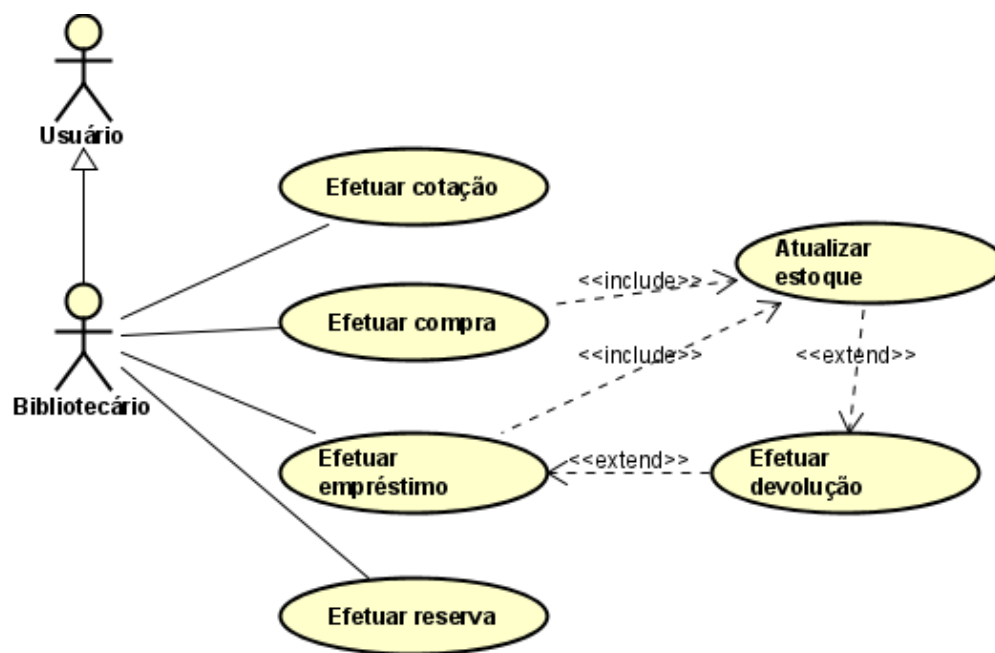 Usuário
Efetuar cotação
Atualizar
estoque
<<include>>
Efetuar compra
<<include>>
<<extend>>
Bibliotecário
Efetuar
empréstimo
<<extend>>
Efetuar
devolução
Efetuar reserva